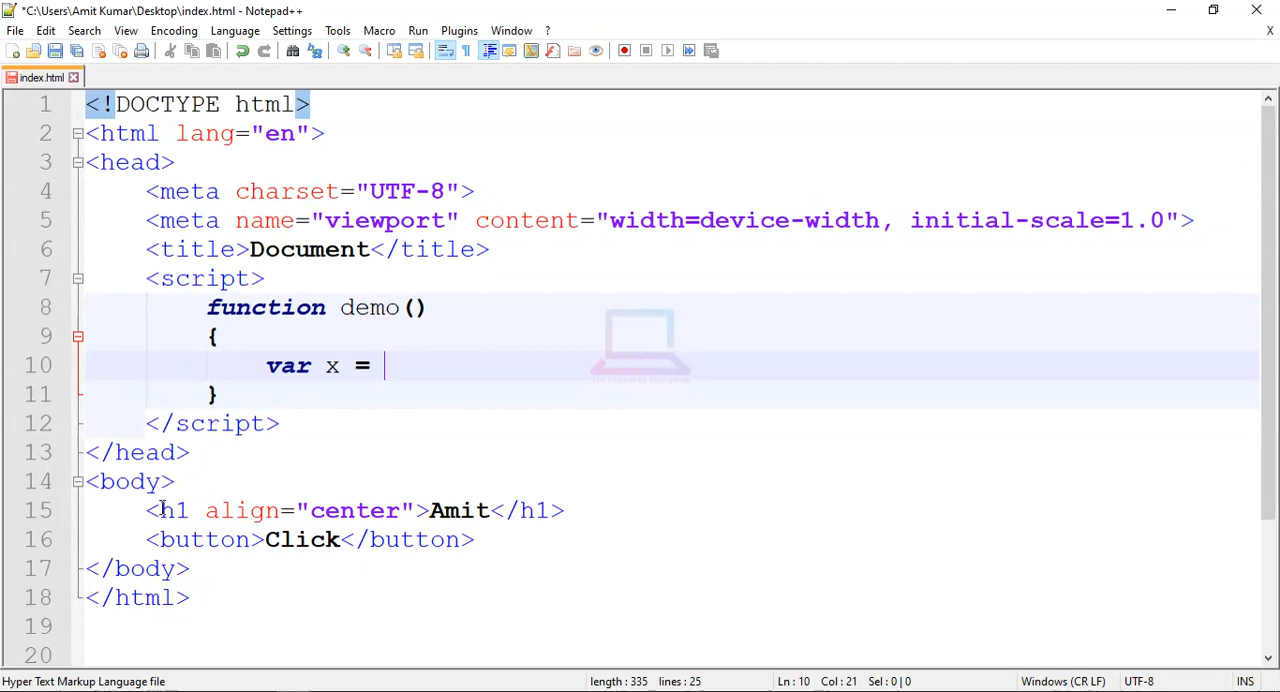 *C:\Users\Amit Kumar\Desktop\index.html - Notepad++
File Edit Search View Encoding Language Settings Tools Macro Run Plugins Window ? X
index.html
1 <!DOCTYPE html>
2 <html lang="en">
3 <head>
4 <meta charset="UTF-8">
5 <meta name="viewport" content="width=device-width, initial-scale=1.0">
6 <title>Document</title>
7 <script>
8 function demo()
9 {
10 var x =
11 }
12 </script>
13 </head>
14 <body>
15 <h1 align="center">Amit</h1>
16 <button>Click</button>
17 </body>
18 </html>
19
20
Hyper Text Markup Language file length : 335 lines : 25 Ln : 10 Col : 21 Sel : 0 | 0 Windows (CR LF) UTF-8 INS